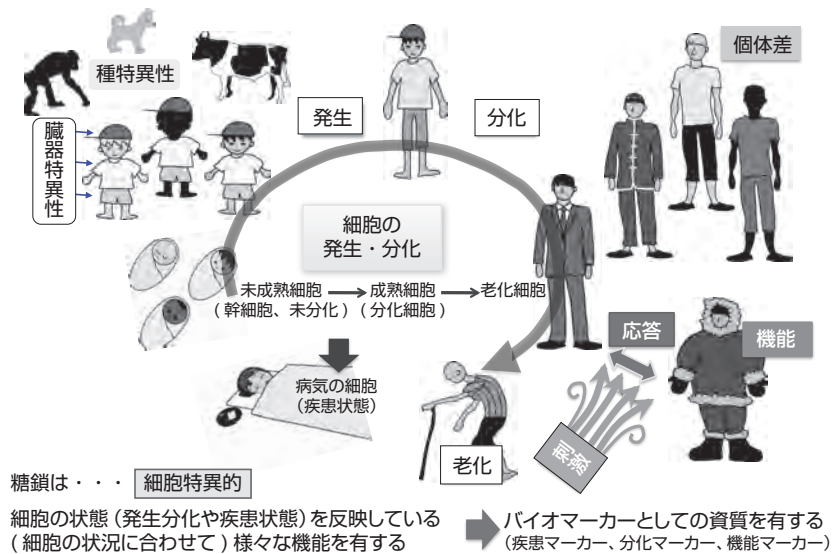 種特異性
個体差
発生
分化
臓器特異性
細胞の
発生・分化
未成熟細胞 → 成熟細胞 → 老化細胞
(幹細胞、未分化) (分化細胞)
病気の細胞
(疾患状態)
応答
機能
刺激
老化
糖鎖は・・・ 細胞特異的
細胞の状態(発生分化や疾患状態)を反映している
(細胞の状況に合わせて)様々な機能を有する
バイオマーカーとしての資質を有する
(疾患マーカー、分化マーカー、機能マーカー)